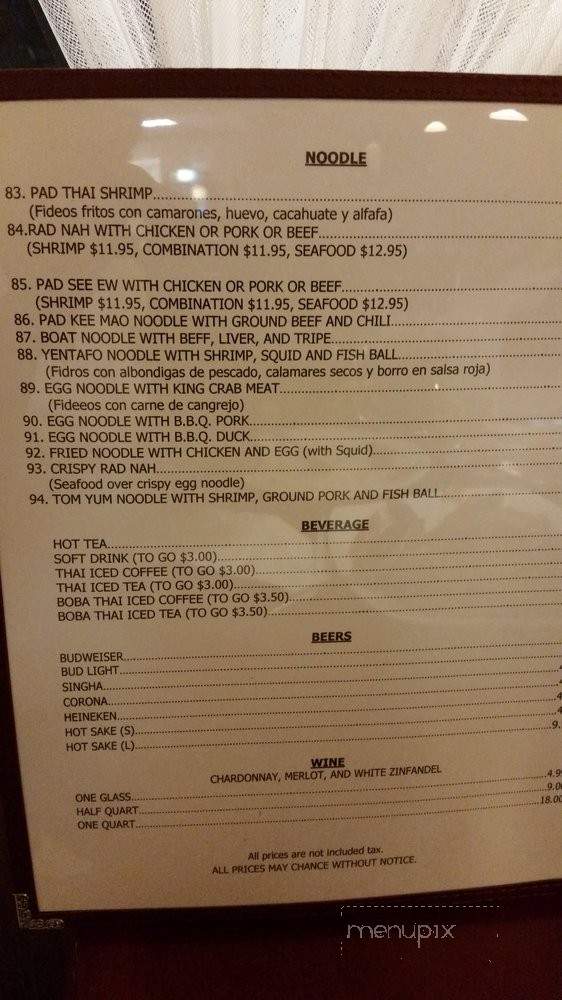 NOODLE
83. PAD THAI SHRIMP
(Fideos fritos con camarones, huevo, cacahuate y alfafa)
84.RAD NAH WITH CHICKEN OR PORK OR BEEF
(SHRIMP $11.95, COMBINATION $11.95, SEAFOOD $12.95)
85. PAD SEE EW WITH CHICKEN OR PORK OR BEEF
(SHRIMP $11.95, COMBINATION $11.95, SEAFOOD $12.95)
86. PAD KEE MAO NOODLE WITH GROUND BEEF AND CHILI
87. BOAT NOODLE WITH BEFF, LIVER, AND TRIPE
88. YENTAFO NOODLE WITH SHRIMP, SQUID AND FISH BALL
(Fidros con albondigas de pescado, calamares secos y borro en salsa roja)
89. EGG NOODLE WITH KING CRAB MEAT
(Fideeos con carne de cangrejo)
90. EGG NOODLE WITH B.B.Q. PORK
91. EGG NOODLE WITH B.B.Q. DUCK
92. FRIED NOODLE WITH CHICKEN AND EGG (with Squid)
93. CRISPY RAD NAH
(Seafood over crispy egg noodle)
94. TOM YUM NOODLE WITH SHRIMP, GROUND PORK AND FISH BALL
BEVERAGE
HOT TEA
SOFT DRINK (TO GO $3.00)
THAI ICED COFFEE (TO GO $3.00)
THAI ICED TEA (TO GO $3.00)
BOBA THAI ICED COFFEE (TO GO $3.50)
BOBA THAI ICED TEA (TO GO $3.50)
BEERS
BUDWEISER
BUD LIGHT
SINGHA
CORONA
HEINEKEN
HOT SAKE (S)
HOT SAKE (L)
WINE
CHARDONNAY, MERLOT, AND WHITE ZINFANDEL
ONE GLASS
HALF QUART
ONE QUART 18.00
All prices are not included tax.
ALL PRICES MAY CHANCE WITHOUT NOTICE.
menupix